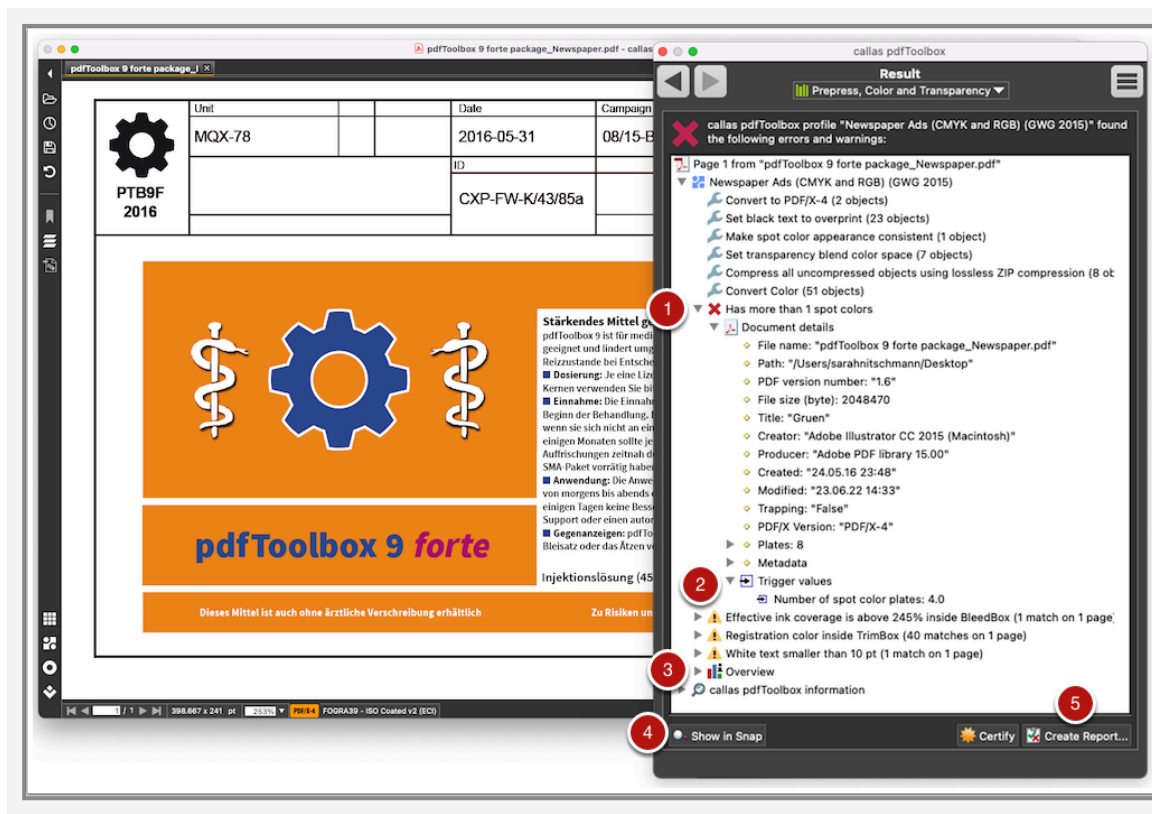 pdfToolbox 9 forte package_Newspaper.pdf - callas
pdfToolbox 9 forte package_l
Unit
Date
Campaign
MQX-78
2016-05-31
08/15-B
ID
PTB9F
2016
CXP-FW-K/43/85a
Stärkendes Mittel ge
pdfToolbox 9 ist für medi
geeignet und lindert umg
Reizzustande bei Entsche
Dosierung: Je eine Lize
Kernen verwenden Sie bi
Einnahme: Die Einnah
Beginn der Behandlung.
wenn sie sich nicht an ein
einigen Monaten sollte je
Auffrischungen zeitnah d
SMA-Paket vorrätig habe
Anwendung: Die Anwe
von morgens bis abends
einigen Tagen keine Bess
Support oder einen autor
Gegenanzeigen: pdfTo
Bleisatz oder das Ätzen v
pdfToolbox 9 forte
Injektionslösung (45
Dieses Mittel ist auch ohne ärztliche Verschreibung erhältlich
Zu Risiken un
1 / 1
398.667 x 241 pt
253%
PDF/X-4
FOGRA39 - ISO Coated v2 (ECI)
callas pdfToolbox
Result
Prepress, Color and Transparency
callas pdfToolbox profile "Newspaper Ads (CMYK and RGB) (GWG 2015)" found
the following errors and warnings:
Page 1 from "pdfToolbox 9 forte package_Newspaper.pdf"
Newspaper Ads (CMYK and RGB) (GWG 2015)
Convert to PDF/X-4 (2 objects)
Set black text to overprint (23 objects)
Make spot color appearance consistent (1 object)
Set transparency blend color space (7 objects)
Compress all uncompressed objects using lossless ZIP compression (8 ob
Convert Color (51 objects)
1
Has more than 1 spot colors
Document details
File name: "pdfToolbox 9 forte package_Newspaper.pdf"
Path: "/Users/sarahnitschmann/Desktop"
PDF version number: "1.6"
File size (byte): 2048470
Title: "Gruen"
Creator: "Adobe Illustrator CC 2015 (Macintosh)"
Producer: "Adobe PDF library 15.00"
Created: "24.05.16 23:48"
Modified: "23.06.22 14:33"
Trapping: "False"
PDF/X Version: "PDF/X-4"
Plates: 8
Metadata
2
Trigger values
Number of spot color plates: 4.0
Effective ink coverage is above 245% inside BleedBox (1 match on 1 page)
Registration color inside TrimBox (40 matches on 1 page)
White text smaller than 10 pt (1 match on 1 page)
3
Overview
callas pdfToolbox information
4
Show in Snap
Certify
5
Create Report...